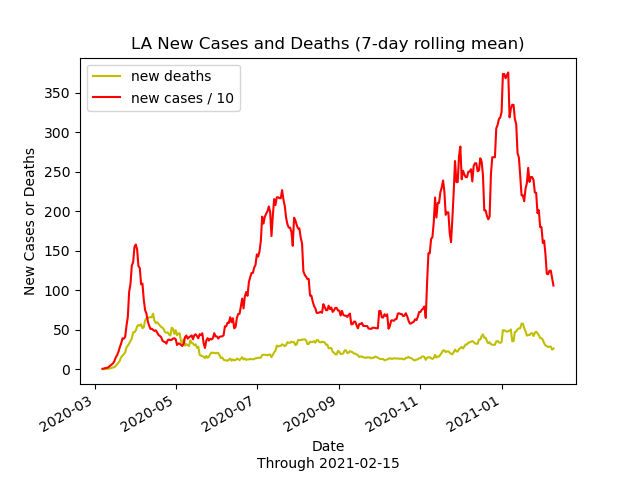 LA New Cases and Deaths (7-day rolling mean)
new deaths
new cases / 10
350
300
250
200
150
100
50
0
New Cases or Deaths
2020-03
2020-05
2020-07
2020-09
2020-11
2021-01
Date
Through 2021-02-15